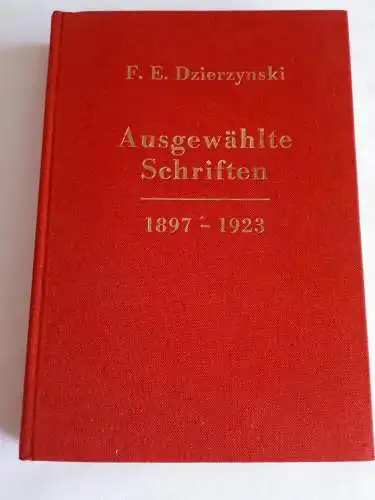 F. E. Dzierzynski
Ausgewählte
Schriften
1897 – 1923